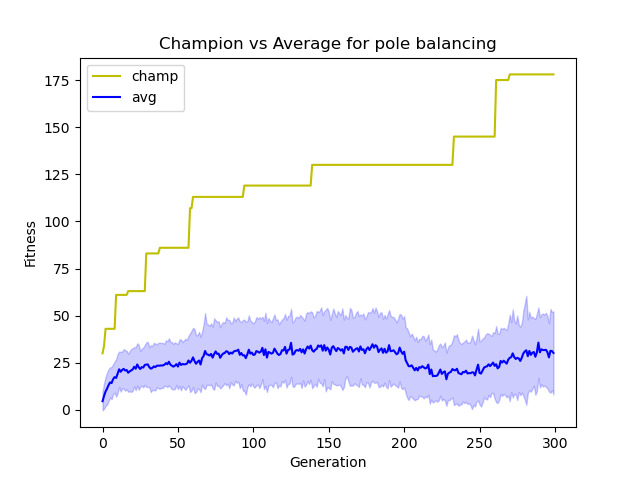 Champion vs Average for pole balancing
champ
avg
Fitness
175
150
125
100
75
50
25
0
0 50 100 150 200 250 300
Generation